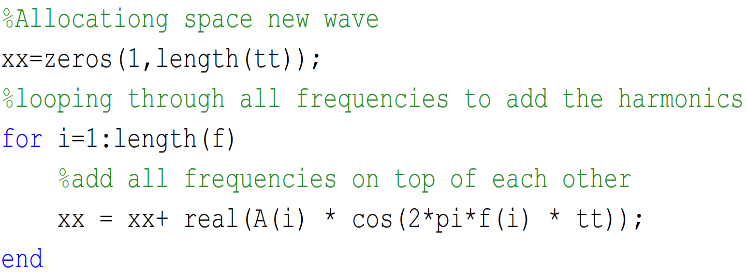 %Allocationg space new wave
xx=zeros(1,length(tt));
%looping through all frequencies to add the harmonics
for i=1:length(f)
    %add all frequencies on top of each other
    xx = xx+ real(A(i) * cos(2*pi*f(i) * tt));
end